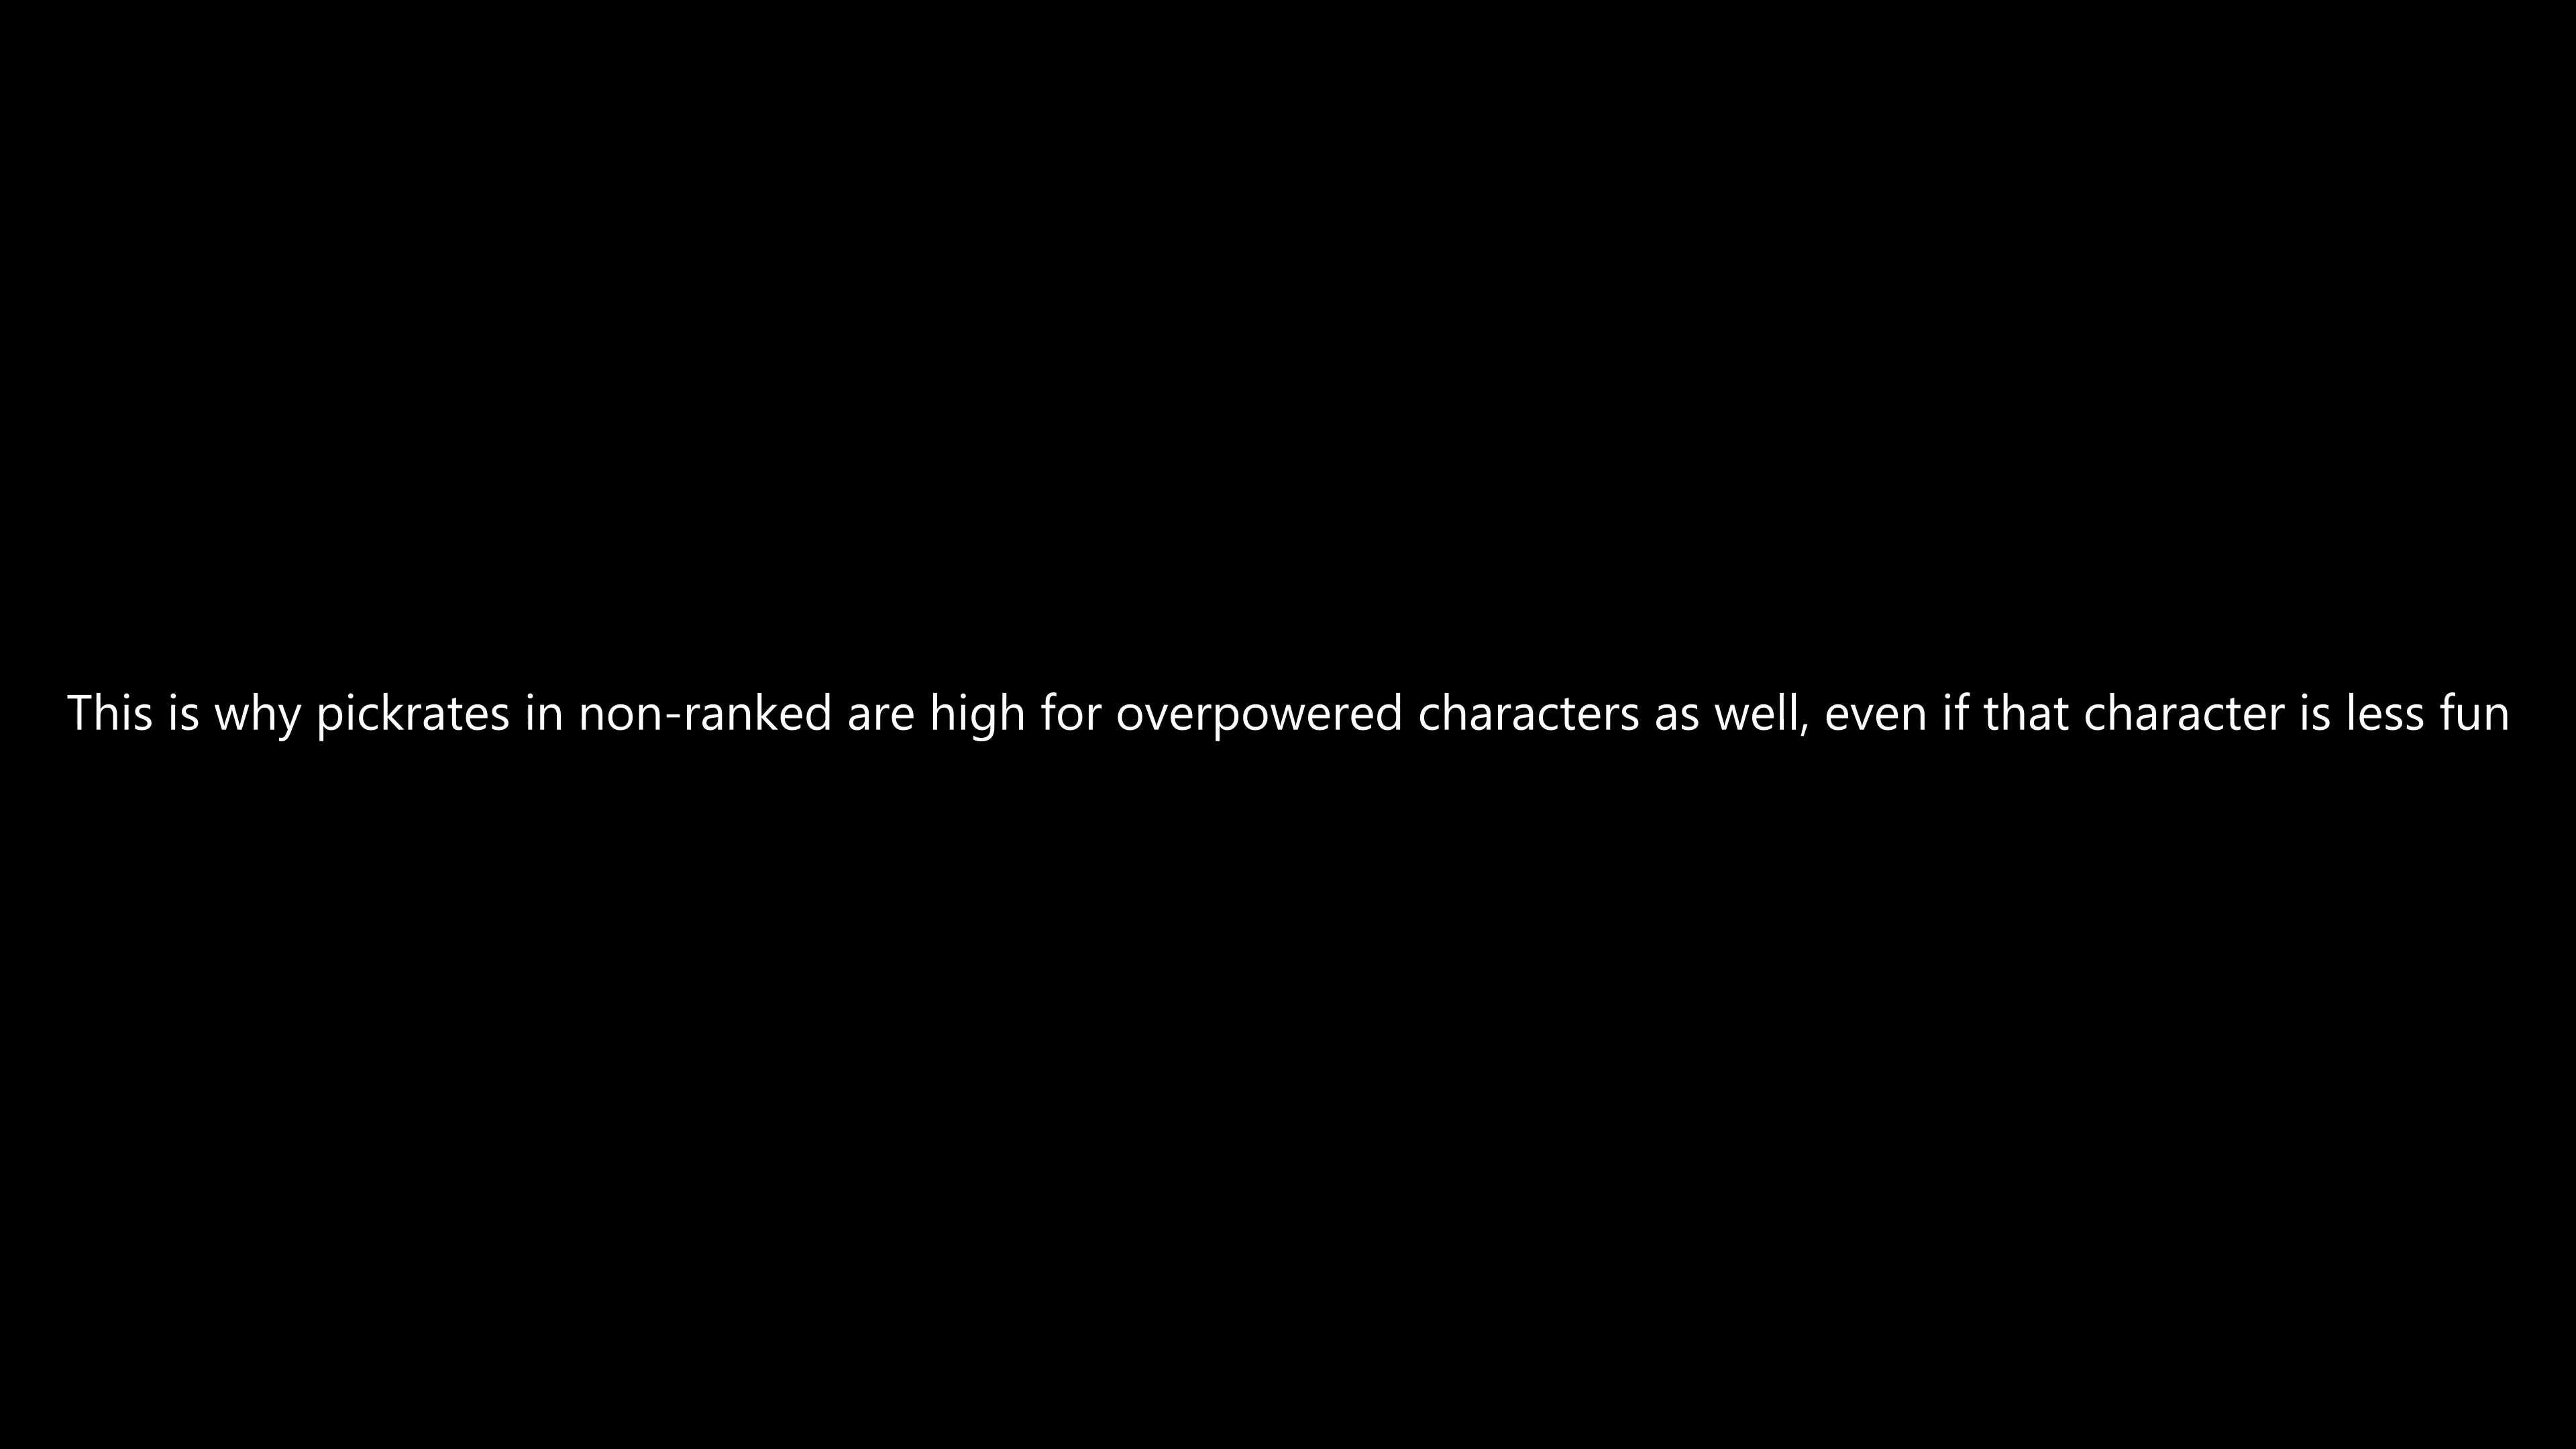 This is why pickrates in non-ranked are high for overpowered characters as well, even if that character is less fun